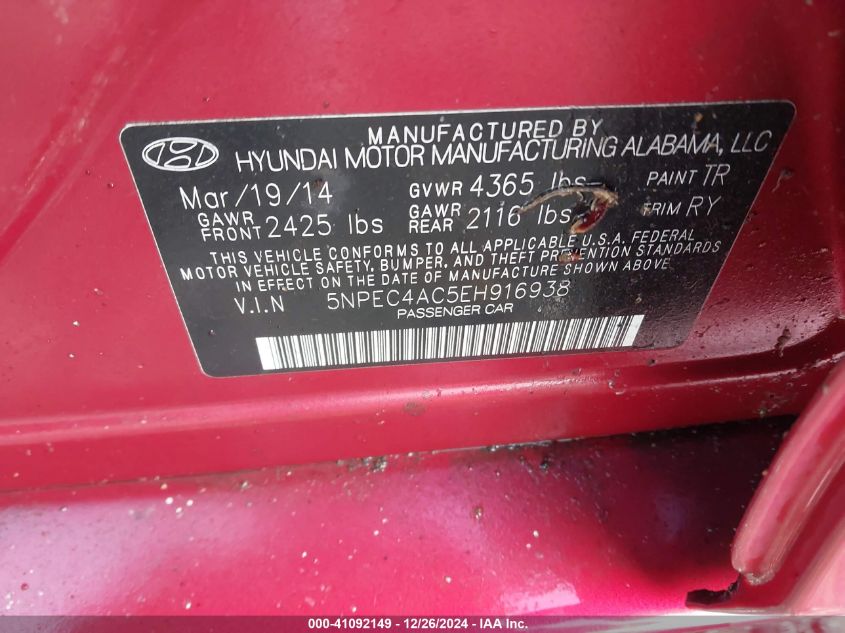 MANUFACTURED BY
HYUNDAI MOTOR MANUFACTURING ALABAMA, LLC
Mar/19/14 GVWR 4365 lbs PAINT TR
GAWR FRONT 2425 lbs GAWR REAR 2116 lbs TRIM RY
THIS VEHICLE CONFORMS TO ALL APPLICABLE U.S.A. FEDERAL
MOTOR VEHICLE SAFETY, BUMPER, AND THEFT PREVENTION STANDARDS
IN EFFECT ON THE DATE OF MANUFACTURE SHOWN ABOVE
V.I.N 5NPEC4AC5EH916938
PASSENGER CAR
000-41092149 - 12/26/2024 - IAA Inc.